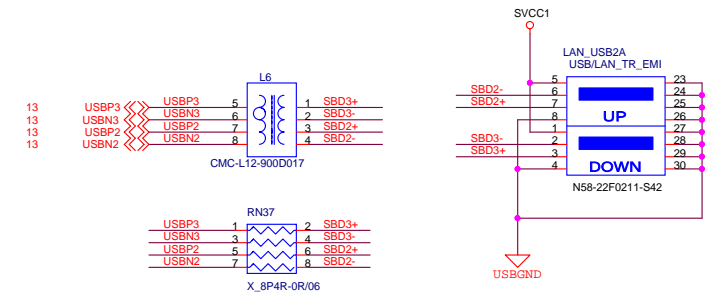 SVCC1
LAN_USB2A
USB/LAN_TR_EMI
L6
13 USBP3 USBP3 5 1 SBD3+
13 USBN3 USBN3 6 2 SBD3-
13 USBP2 USBP2 7 3 SBD2+
13 USBN2 USBN2 8 4 SBD2-
CMC-L12-900D017
5 23
SBD2- 6 24
SBD2+ 7 25
8 UP 26
1 27
SBD3- 2 28
SBD3+ 3 29
4 DOWN 30
N58-22F0211-S42
RN37
USBP3 1 2 SBD3+
USBN3 3 4 SBD3-
USBP2 5 6 SBD2+
USBN2 7 8 SBD2-
X_8P4R-0R/06
USBGND